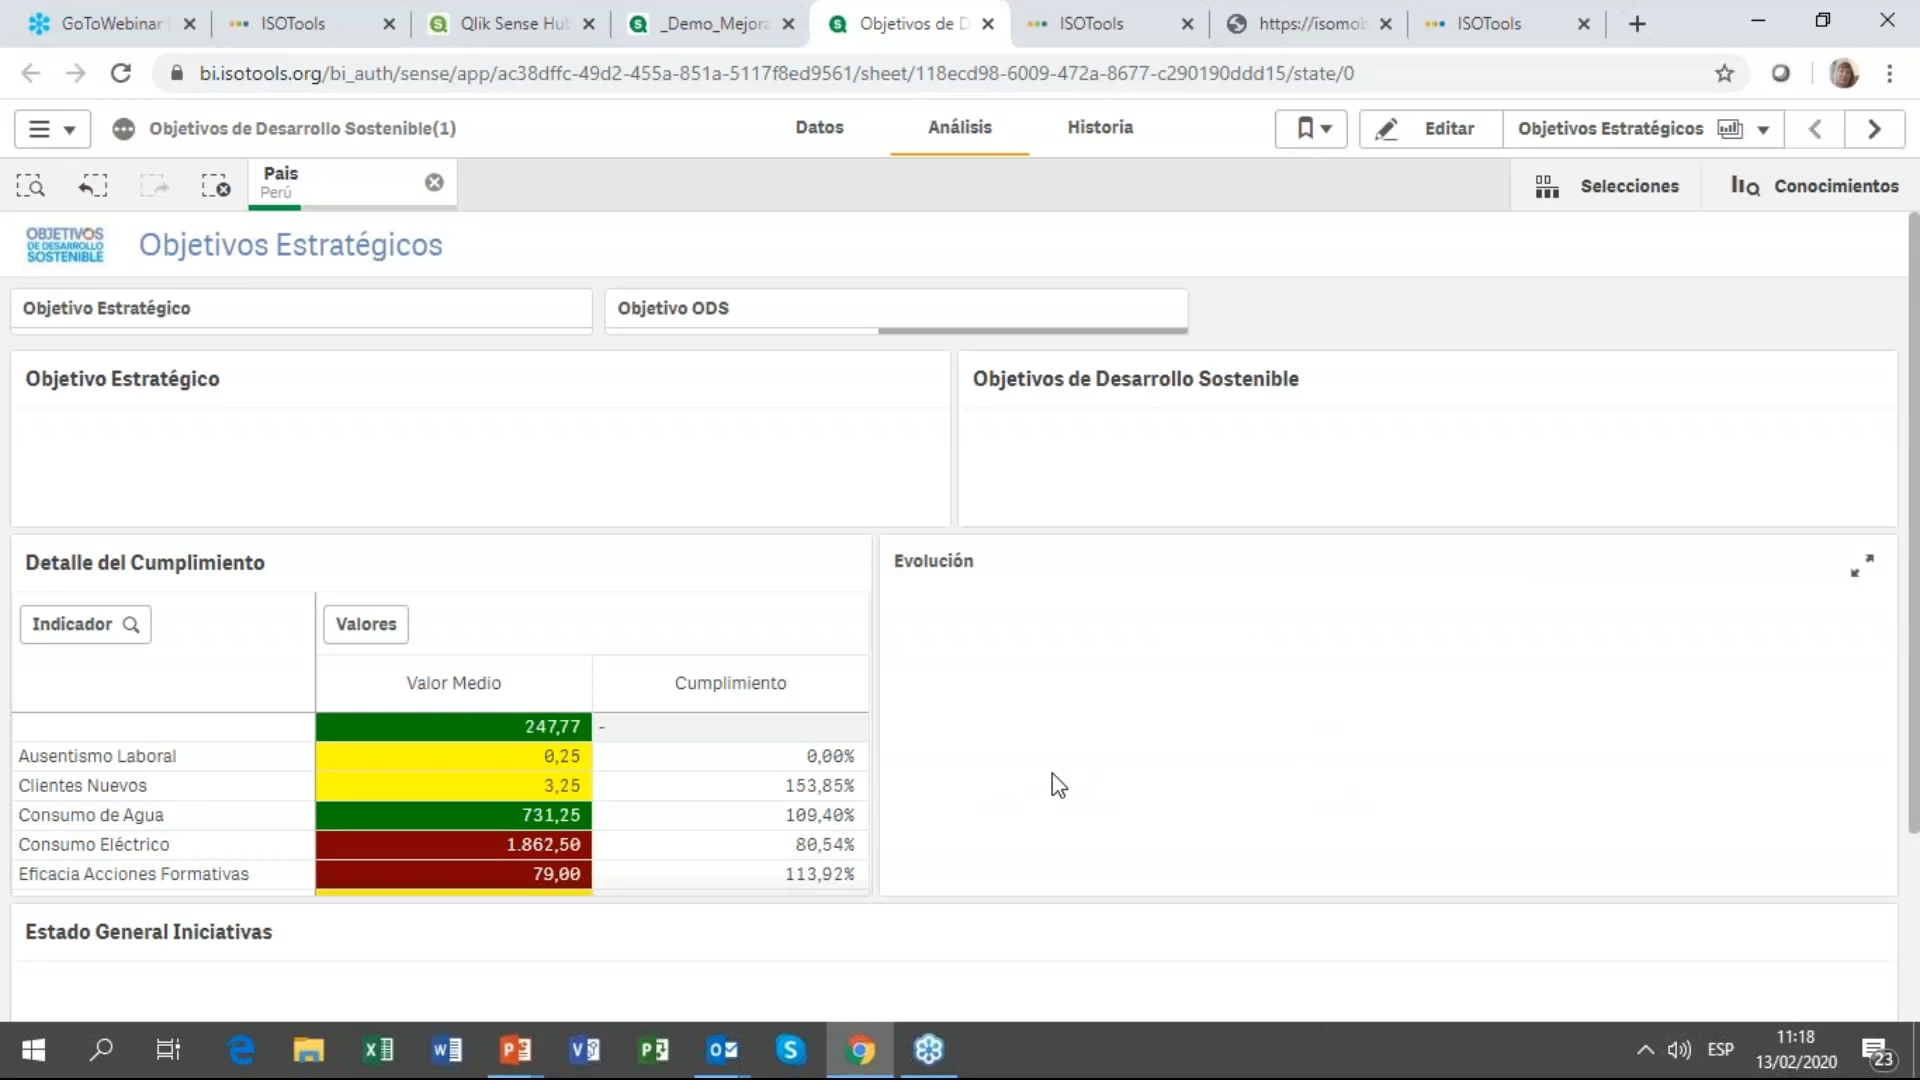 GoToWebinar
ISOTools
Qlik Sense Hu
_Demo_Mejora
Objetivos de D
ISOTools
https://isomo
ISOTools
bi.isotools.org/bi_auth/sense/app/ac38dffc-49d2-455a-851a-5117f8ed9561/sheet/118ecd98-6009-472a-8677-c290190ddd15/state/0
Objetivos de Desarrollo Sostenible(1)
Datos
Análisis
Historia
Editar
Objetivos Estratégicos
Pais
Perú
Selecciones
Conocimientos
OBJETIVOS
DE DESARROLLO
SOSTENIBLE
Objetivos Estratégicos
Objetivo Estratégico
Objetivo ODS
Objetivo Estratégico
Objetivos de Desarrollo Sostenible
Detalle del Cumplimiento
Evolución
Indicador
Valores
Valor Medio
Cumplimiento
247,77 -
Ausentismo Laboral 0,25 0,00%
Clientes Nuevos 3,25 153,85%
Consumo de Agua 731,25 109,40%
Consumo Eléctrico 1.862,50 80,54%
Eficacia Acciones Formativas 79,00 113,92%
Estado General Iniciativas
ESP
11:18
13/02/2020
23